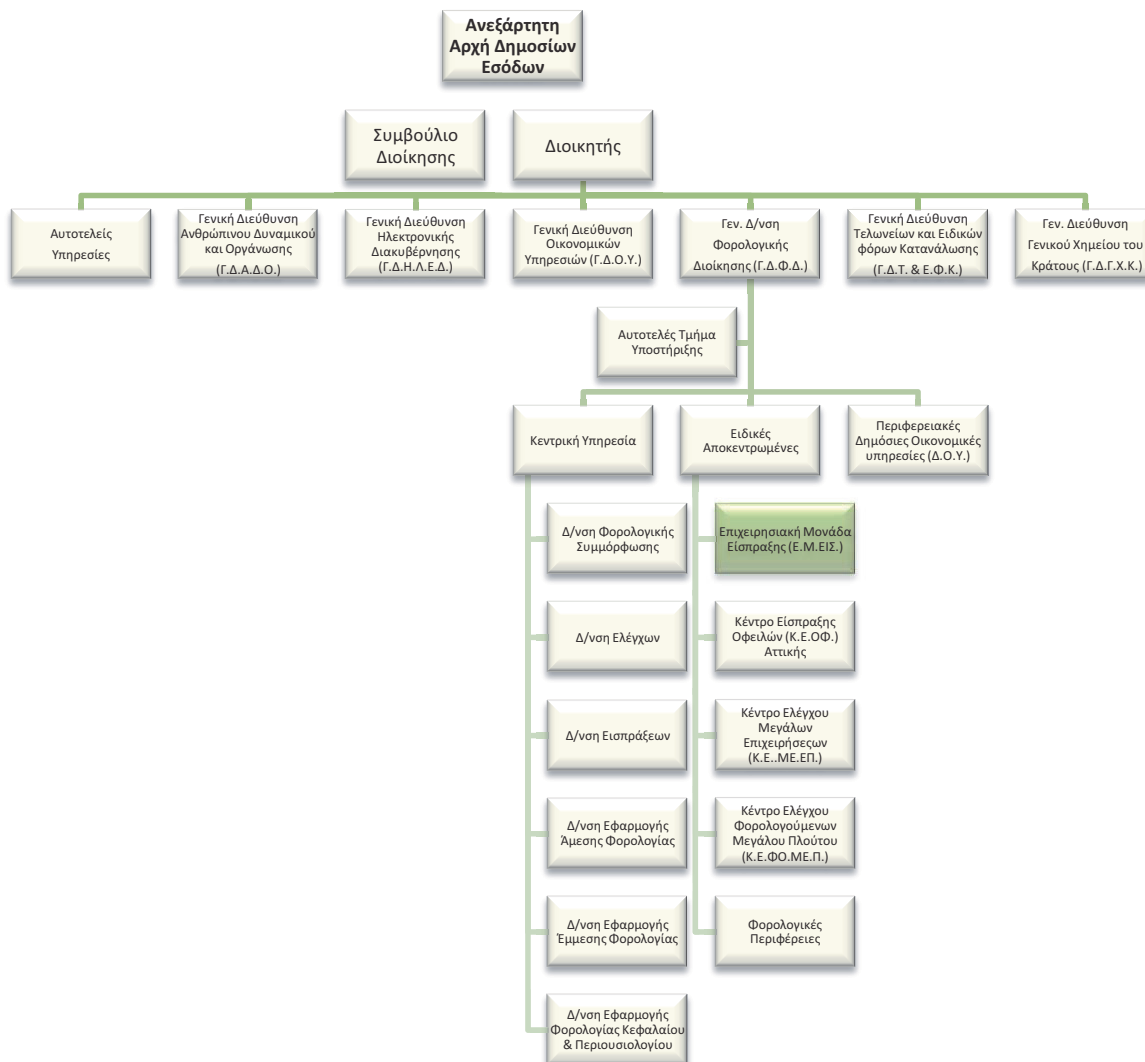 Ανεξάρτητη
Αρχή Δημοσίων
Εσόδων
Συμβούλιο
Διοίκησης
Διοικητής
Αυτοτελείς
Υπηρεσίες
Γενική Διεύθυνση
Ανθρώπινου Δυναμικού
και Οργάνωσης
(Γ.Δ.Α.Δ.Ο.)
Γενική Διεύθυνση
Ηλεκτρονικής
Διακυβέρνησης
(Γ.Δ.Η.Λ.Ε.Δ.)
Γενική Διεύθυνση
Οικονομικών
Υπηρεσιών (Γ.Δ.Ο.Υ.)
Γεν. Δ/νση
Φορολογικής
Διοίκησης (Γ.Δ.Φ.Δ.)
Γενική Διεύθυνση
Τελωνείων και Ειδικών
φόρων Κατανάλωσης
(Γ.Δ.Τ. & Ε.Φ.Κ.)
Γεν. Διεύθυνση
Γενικού Χημείου του
Κράτους (Γ.Δ.Γ.Χ.Κ.)
Αυτοτελές Τμήμα
Υποστήριξης
Κεντρική Υπηρεσία
Ειδικές
Αποκεντρωμένες
Περιφερειακές
Δημόσιες Οικονομικές
υπηρεσίες (Δ.Ο.Υ.)
Δ/νση Φορολογικής
Συμμόρφωσης
Δ/νση Ελέγχων
Δ/νση Εισπράξεων
Δ/νση Εφαρμογής
Άμεσης Φορολογίας
Δ/νση Εφαρμογής
Έμμεσης Φορολογίας
Δ/νση Εφαρμογής
Φορολογίας Κεφαλαίου
& Περιουσιολογίου
Επιχειρησιακή Μονάδα
Είσπραξης (Ε.Μ.ΕΙΣ.)
Κέντρο Είσπραξης
Οφειλών (Κ.Ε.ΟΦ.)
Αττικής
Κέντρο Ελέγχου
Μεγάλων
Επιχειρήσεςων
(Κ.Ε..ΜΕ.ΕΠ.)
Κέντρο Ελέγχου
Φορολογούμενων
Μεγάλου Πλούτου
(Κ.Ε.ΦΟ.ΜΕ.Π.)
Φορολογικές
Περιφέρειες